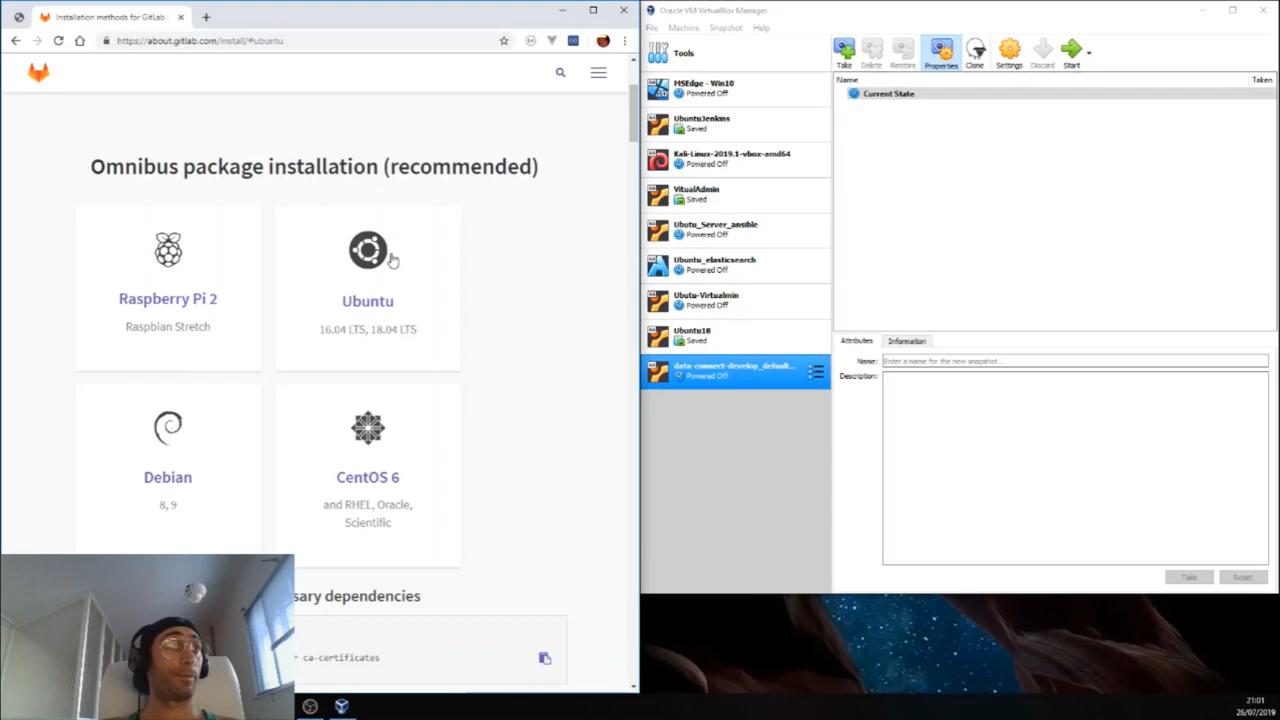 Installation methods for GitLab
https://about.gitlab.com/install/#ubuntu
Omnibus package installation (recommended)
Raspberry Pi 2
Raspbian Stretch
Ubuntu
16.04 LTS, 18.04 LTS
Debian
8, 9
CentOS 6
and RHEL, Oracle,
Scientific
sary dependencies
ca-certificates
Oracle VM VirtualBox Manager
File Machine Snapshot Help
Tools
Take Delete Restore Properties Clone Settings Discard Start
MSEdge - Win10
Powered Off
UbuntuJenkins
Saved
Kali-Linux-2019.1-vbox-amd64
Powered Off
VitualAdmin
Saved
Ubutu_Server_ansible
Powered Off
Ubuntu_elasticsearch
Powered Off
Ubutu-Virtualmin
Powered Off
Ubuntu18
Saved
data-connect-develop_default...
Powered Off
Name Taken
Current State
Attributes Information
Name: Enter a name for the new snapshot...
Description:
Take Reset
21:01
26/07/2019